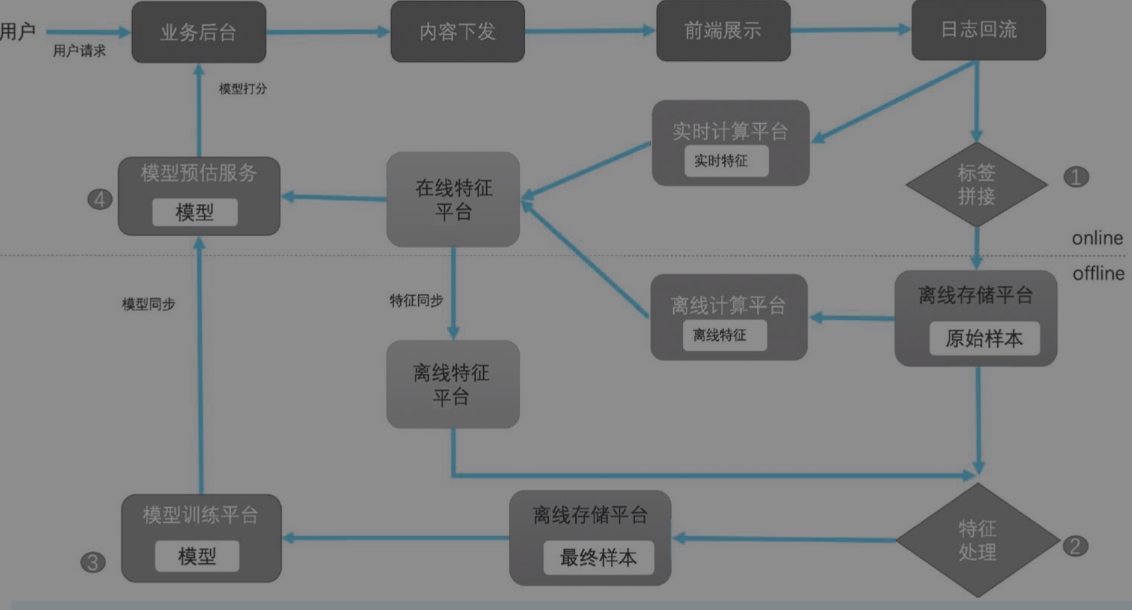 用户
用户请求
业务后台
内容下发
前端展示
日志回流
模型打分
实时计算平台
实时特征
标签
拼接
1
模型预估服务
模型
4
在线特征
平台
online
offline
模型同步
特征同步
离线计算平台
离线特征
离线存储平台
原始样本
离线特征
平台
模型训练平台
模型
3
离线存储平台
最终样本
特征
处理
2